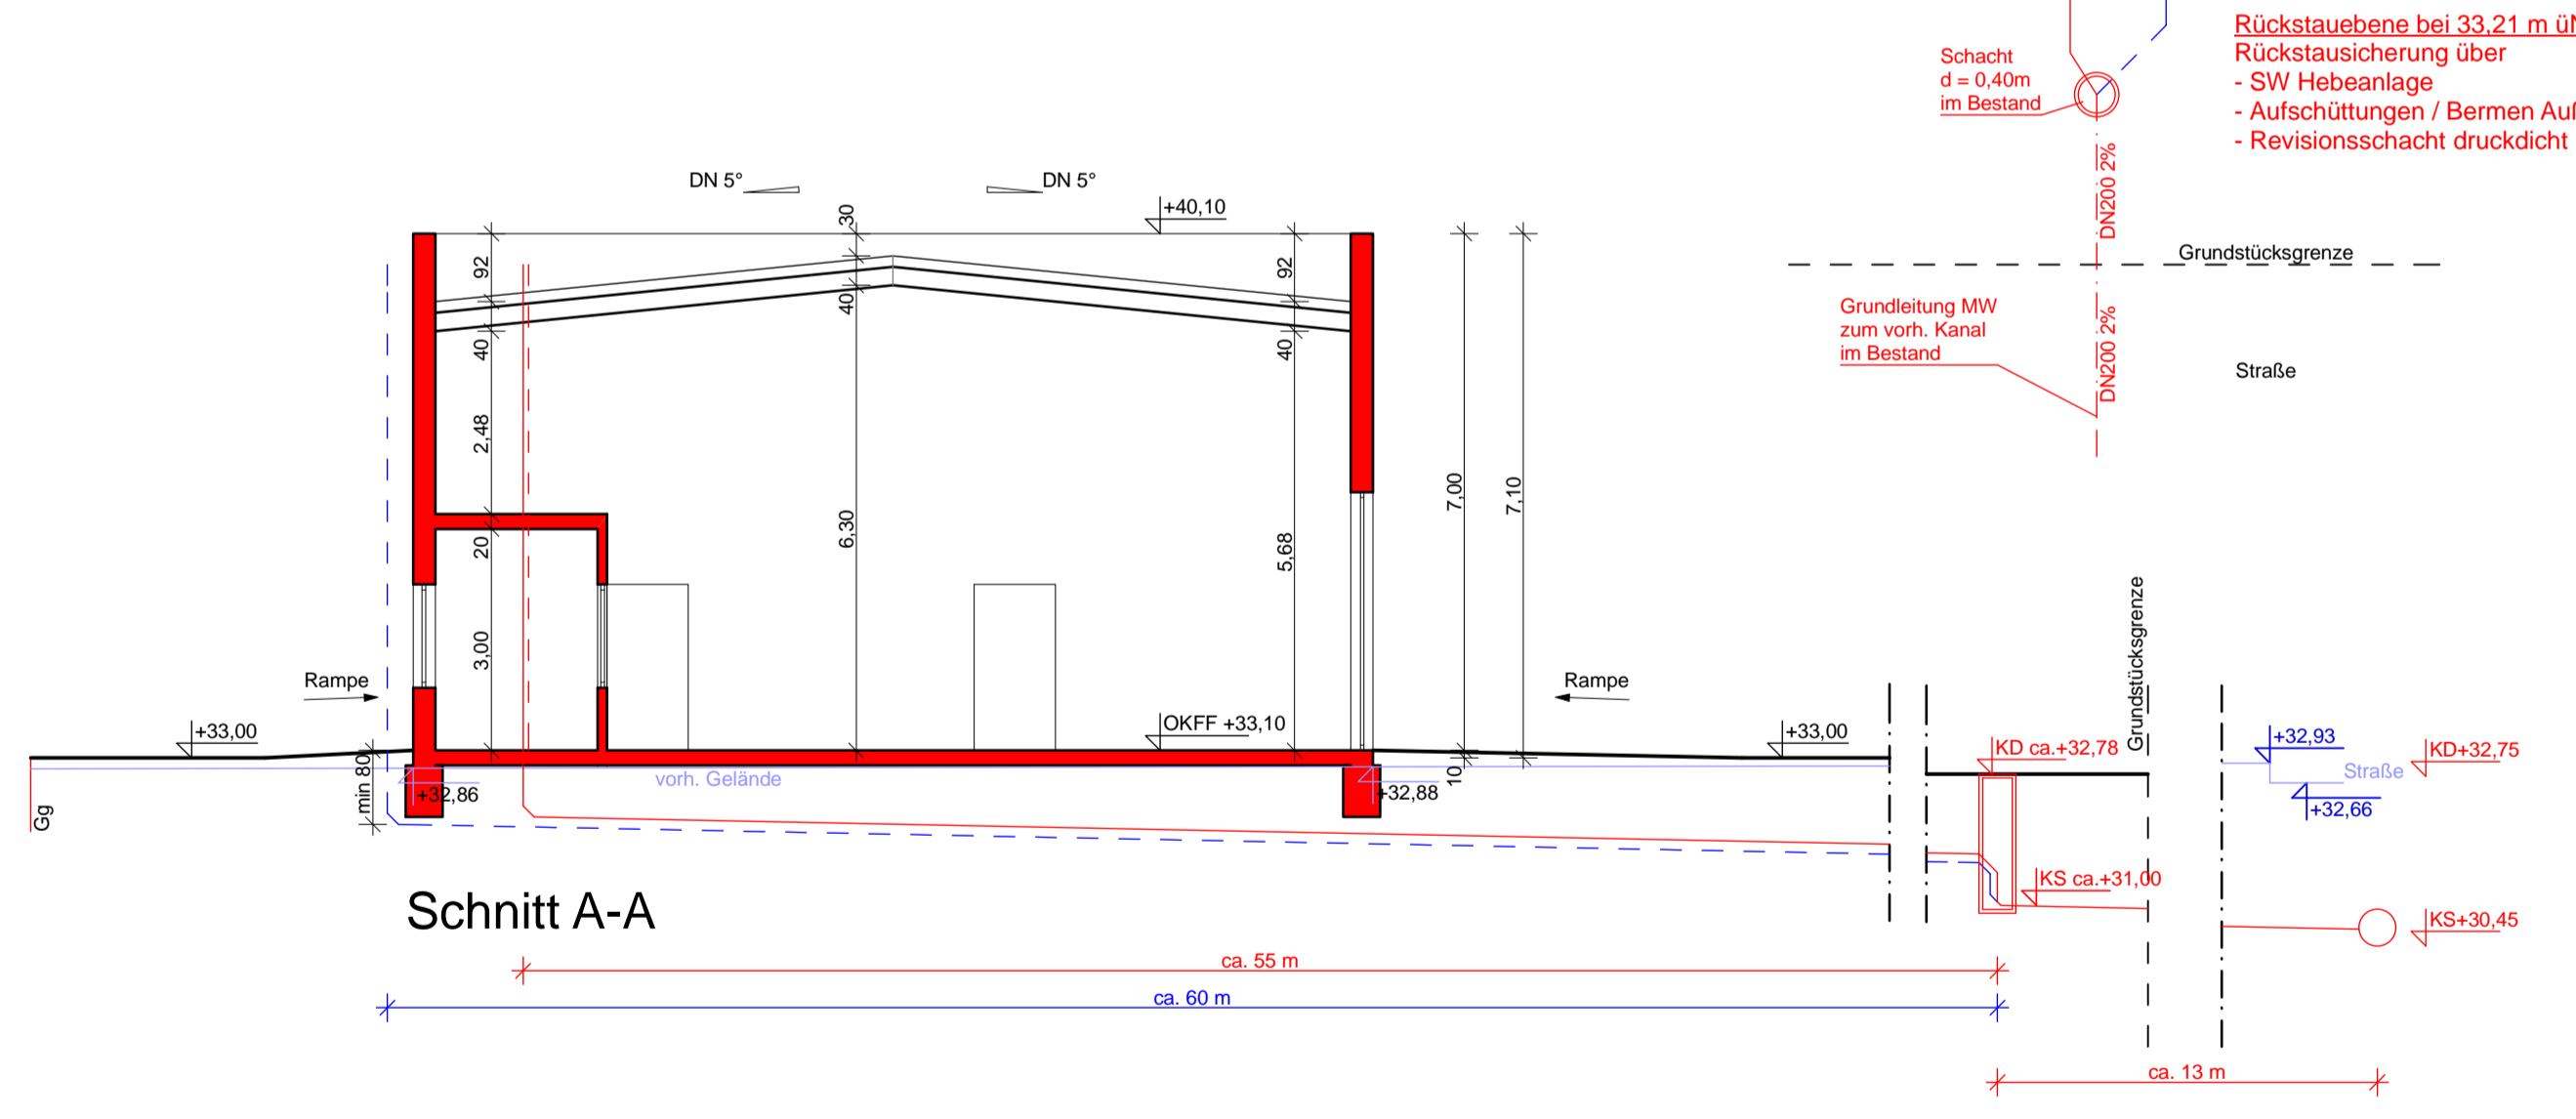 Rückstauebene bei 33,21 m ü
Rückstausicherung über
- SW Hebeanlage
- Aufschüttungen / Bermen
- Revisionsschacht druckdicht
Schacht
d = 0,40m
im Bestand
DN200 2%
Grundstücksgrenze
Grundleitung MW
zum vorh. Kanal
im Bestand
DN200 2%
Straße
DN 5°
DN 5°
+40,10
30
92
92
40
40
40
2,48
20
3,00
6,30
5,68
7,00
7,10
Rampe
Rampe
+33,00
OKFF +33,10
+33,00
Gg
min 80
+32,86
vorh. Gelände
+32,88
10
Grundstücksgrenze
KD ca.+32,78
+32,93
KD+32,75
Straße
+32,66
KS ca.+31,00
KS+30,45
Schnitt A-A
ca. 55 m
ca. 60 m
ca. 13 m